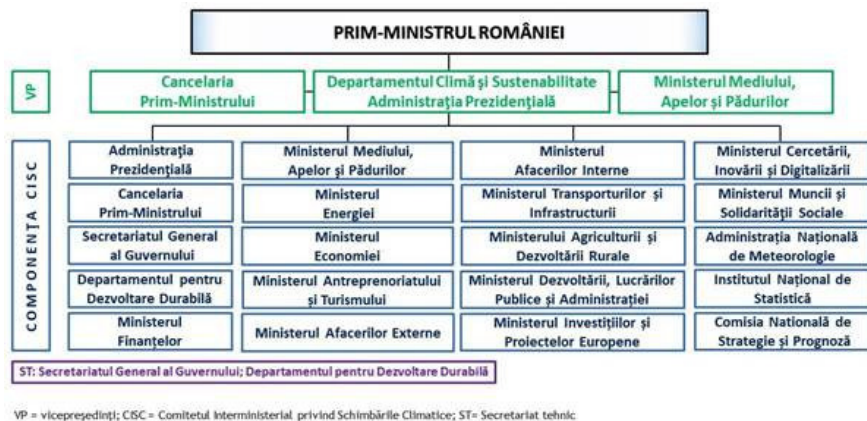 PRIM-MINISTRUL ROMÂNIEI
VP
Cancelaria
Prim-Ministrului
Departamentul Climă și Sustenabilitate
Administrația Prezidențială
Ministerul Mediului,
Apelor și Pădurilor
COMPONENȚA CISC
Administrația
Prezidențială
Ministerul Mediului,
Apelor și Pădurilor
Ministerul
Afacerilor Interne
Ministerul Cercetării,
Inovării și Digitalizării
Cancelaria
Prim-Ministrului
Ministerul
Energiei
Ministerul Transporturilor și
Infrastructurii
Ministerul Muncii și
Solidarității Sociale
Secretariatul General
al Guvernului
Ministerul
Economiei
Ministerului Agriculturii și
Dezvoltării Rurale
Administrația Națională
de Meteorologie
Departamentul pentru
Dezvoltare Durabilă
Ministerul Antreprenoriatului
și Turismului
Ministerul Dezvoltării, Lucrărilor
Publice și Administrației
Institutul Național de
Statistică
Ministerul
Finanțelor
Ministerul Afacerilor Externe
Ministerul Investițiilor și
Proiectelor Europene
Comisia Națională de
Strategie și Prognoză
ST: Secretariatul General al Guvernului; Departamentul pentru Dezvoltare Durabilă
VP = vicepreședinți; CISC = Comitetul Interministerial privind Schimbările Climatice; ST= Secretariat tehnic